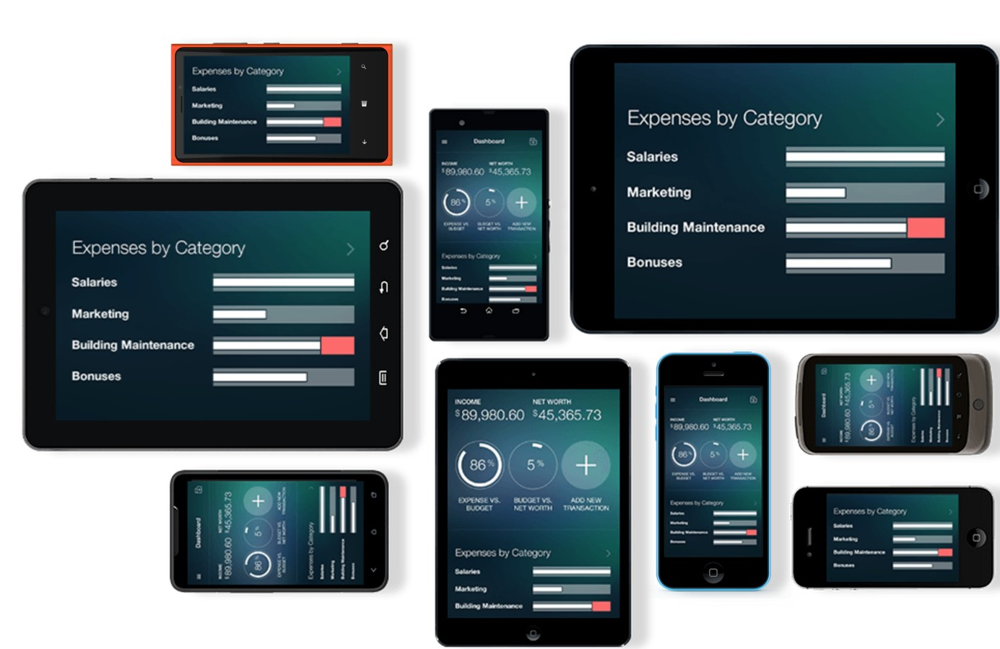 Expenses by Category
Salaries
Marketing
Building Maintenance
Bonuses
Dashboard
INCOME
NET WORTH
$89,980.60
$45,365.73
86%
5%
EXPENSE VS. BUDGET
BUDGET VS. NET WORTH
ADD NEW TRANSACTION
Expenses by Category
Salaries
Marketing
Building Maintenance
Bonuses
Expenses by Category
Salaries
Marketing
Building Maintenance
Bonuses
Expenses by Category
Salaries
Marketing
Building Maintenance
Bonuses
INCOME
NET WORTH
$89,980.60
$45,365.73
86%
5%
EXPENSE VS. BUDGET
BUDGET VS. NET WORTH
ADD NEW TRANSACTION
Expenses by Category
Salaries
Marketing
Building Maintenance
Dashboard
INCOME
NET WORTH
$89,980.60
$45,365.73
86%
5%
EXPENSE VS. BUDGET
BUDGET VS. NET WORTH
ADD NEW TRANSACTION
Expenses by Category
Salaries
Marketing
Building Maintenance
Bonuses
Dashboard
INCOME
NET WORTH
$89,980.60
$45,365.73
86%
5%
EXPENSE VS. BUDGET
BUDGET VS. NET WORTH
ADD NEW TRANSACTION
Expenses by Category
Salaries
Marketing
Building Maintenance
Bonuses
Dashboard
INCOME
NET WORTH
$89,980.60
$45,365.73
86%
5%
EXPENSE VS. BUDGET
BUDGET VS. NET WORTH
ADD NEW TRANSACTION
Expenses by Category
Salaries
Marketing
Building Maintenance
Bonuses
Expenses by Category
Salaries
Marketing
Building Maintenance
Bonuses